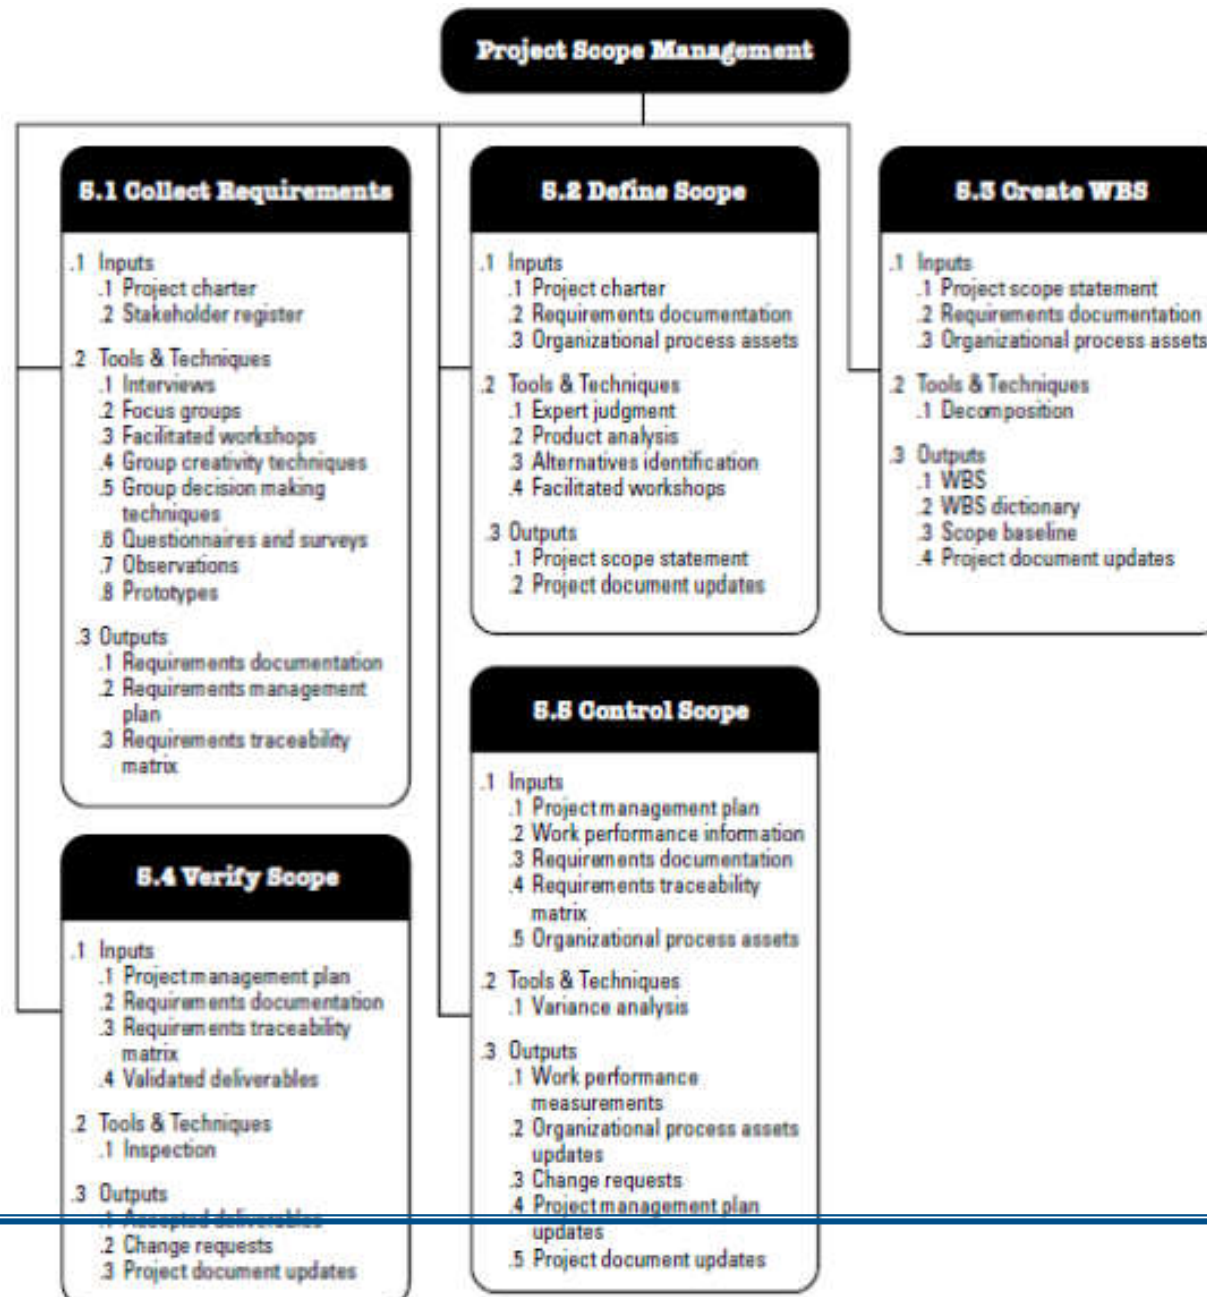 Project Scope Management
5.1 Collect Requirements
.1 Inputs
.1 Project charter
.2 Stakeholder register
.2 Tools & Techniques
.1 Interviews
.2 Focus groups
.3 Facilitated workshops
.4 Group creativity techniques
.5 Group decision making
techniques
.6 Questionnaires and surveys
.7 Observations
.8 Prototypes
.3 Outputs
.1 Requirements documentation
.2 Requirements management
plan
.3 Requirements traceability
matrix
5.2 Define Scope
.1 Inputs
.1 Project charter
.2 Requirements documentation
.3 Organizational process assets
.2 Tools & Techniques
.1 Expert judgment
.2 Product analysis
.3 Alternatives identification
.4 Facilitated workshops
.3 Outputs
.1 Project scope statement
.2 Project document updates
5.3 Create WBS
.1 Inputs
.1 Project scope statement
.2 Requirements documentation
.3 Organizational process assets
.2 Tools & Techniques
.1 Decomposition
.3 Outputs
.1 WBS
.2 WBS dictionary
.3 Scope baseline
.4 Project document updates
5.4 Verify Scope
.1 Inputs
.1 Project management plan
.2 Requirements documentation
.3 Requirements traceability
matrix
.4 Validated deliverables
.2 Tools & Techniques
.1 Inspection
.3 Outputs
.1 Accepted deliverables
.2 Change requests
.3 Project document updates
5.5 Control Scope
.1 Inputs
.1 Project management plan
.2 Work performance information
.3 Requirements documentation
.4 Requirements traceability
matrix
.5 Organizational process assets
.2 Tools & Techniques
.1 Variance analysis
.3 Outputs
.1 Work performance
measurements
.2 Organizational process assets
updates
.3 Change requests
.4 Project management plan
updates
.5 Project document updates